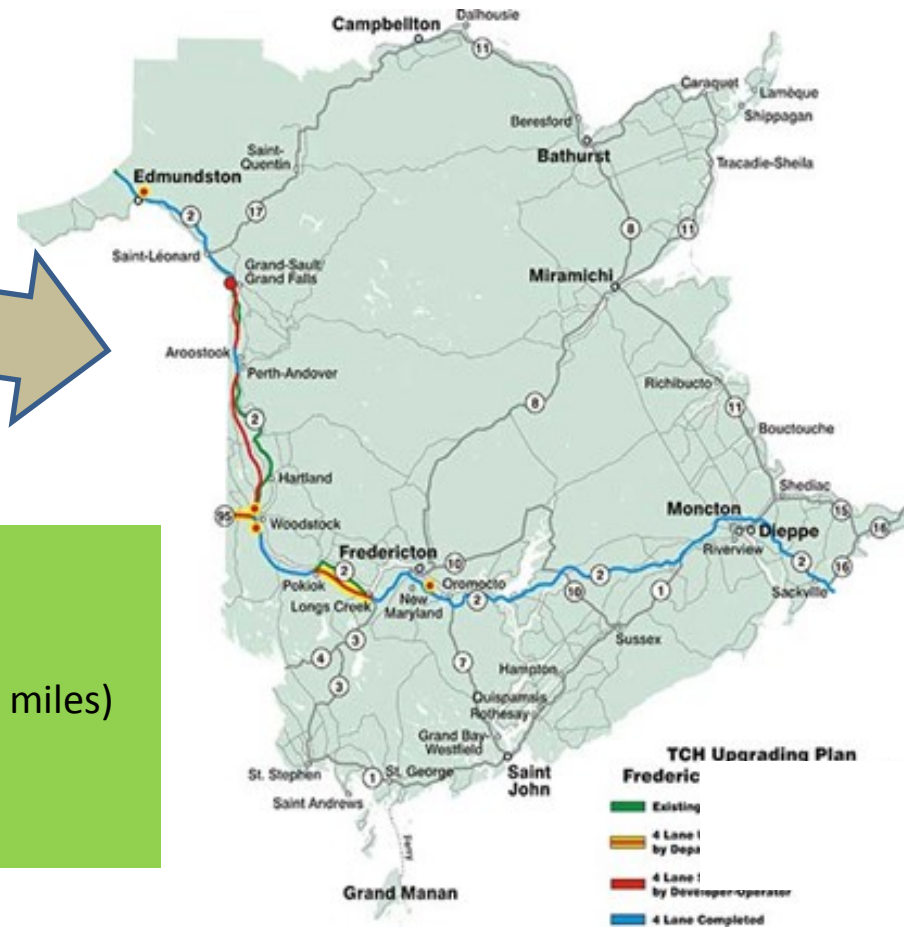 Dalhousie
Campbellton
11
Caraquet
Lamèque
Beresford
Shippagan
Saint-
Quentin
Bathurst
Tracadie-Sheila
Edmundston
2
17
8
11
Saint-Léonard
Grand-Sault/
Grand Falls
Miramichi
Aroostook
Perth-Andover
Richibucto
8
11
2
Bouctouche
Hartland
Shediac
95
Woodstock
Moncton
15
Dieppe
16
Fredericton
10
Riverview
2
Oromocto
2
2
Pokiok
16
New
Maryland
2
10
1
Sackville
Longs Creek
3
Sussex
4
7
Hampton
miles)
3
Quispamsis
Rothesay
Grand Bay-
Westfield
St. Stephen
1
St. George
Saint
John
Saint Andrews
Ferry
Grand Manan
TCH Upgrading Plan
Frederic
Existing
4 Lane
by Depa
4 Lane
by Developer-Operator
4 Lane Completed